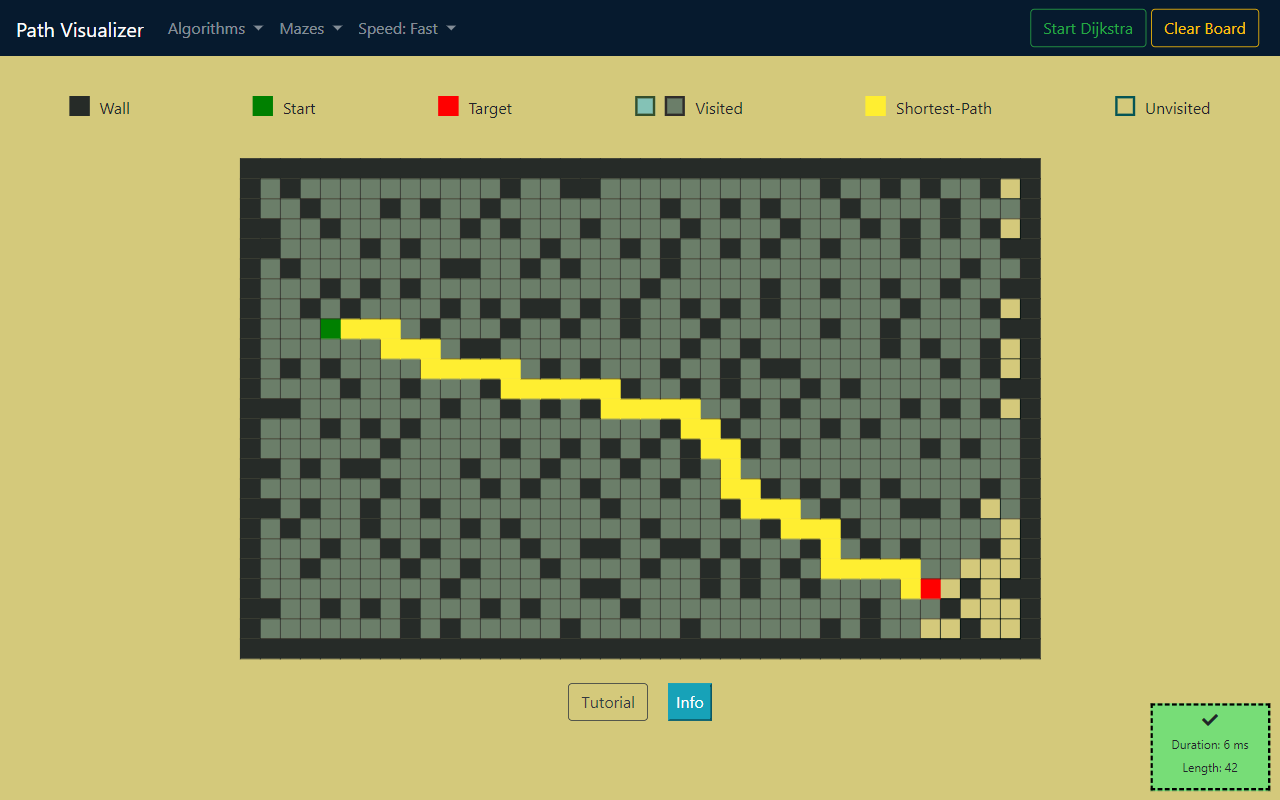 Path Visualizer Algorithms Mazes Speed: Fast Start Dijkstra Clear Board
Wall Start Target Visited Shortest-Path Unvisited
Tutorial Info
Duration: 6 ms
Length: 42